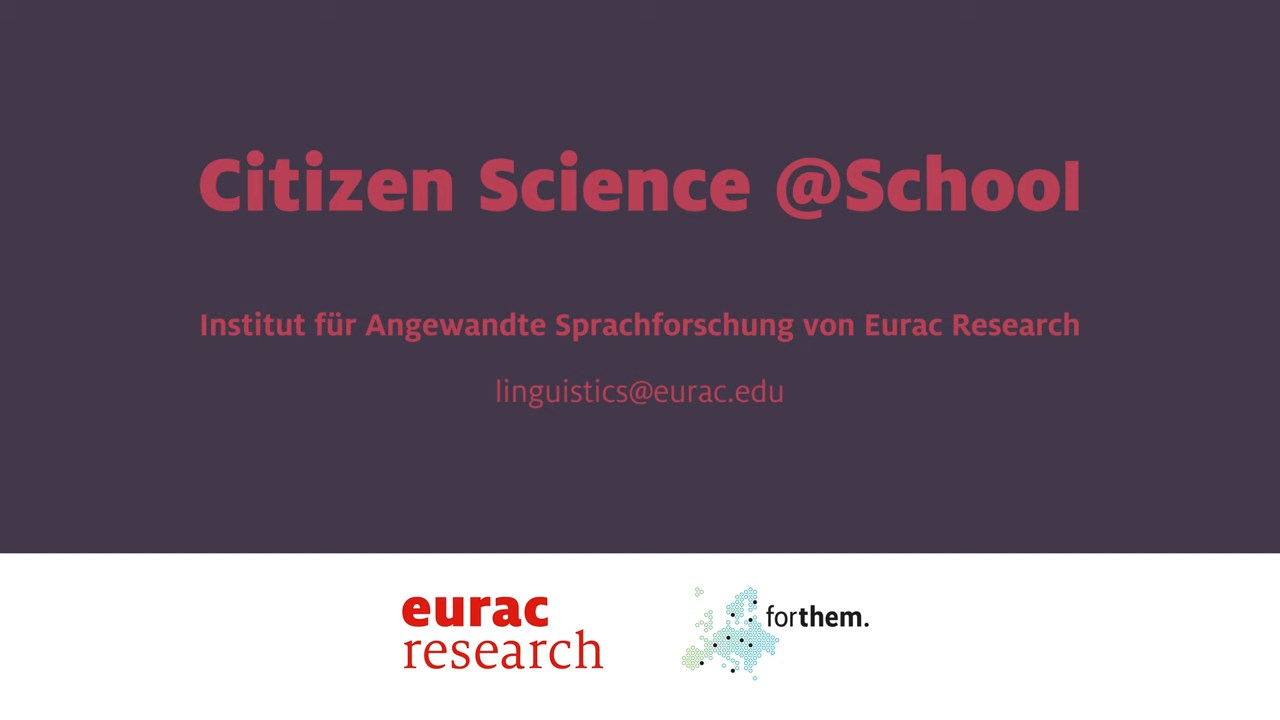 Citizen Science @School
Institut für Angewandte Sprachforschung von Eurac Research
linguistics@eurac.edu
eurac
research
forthem.